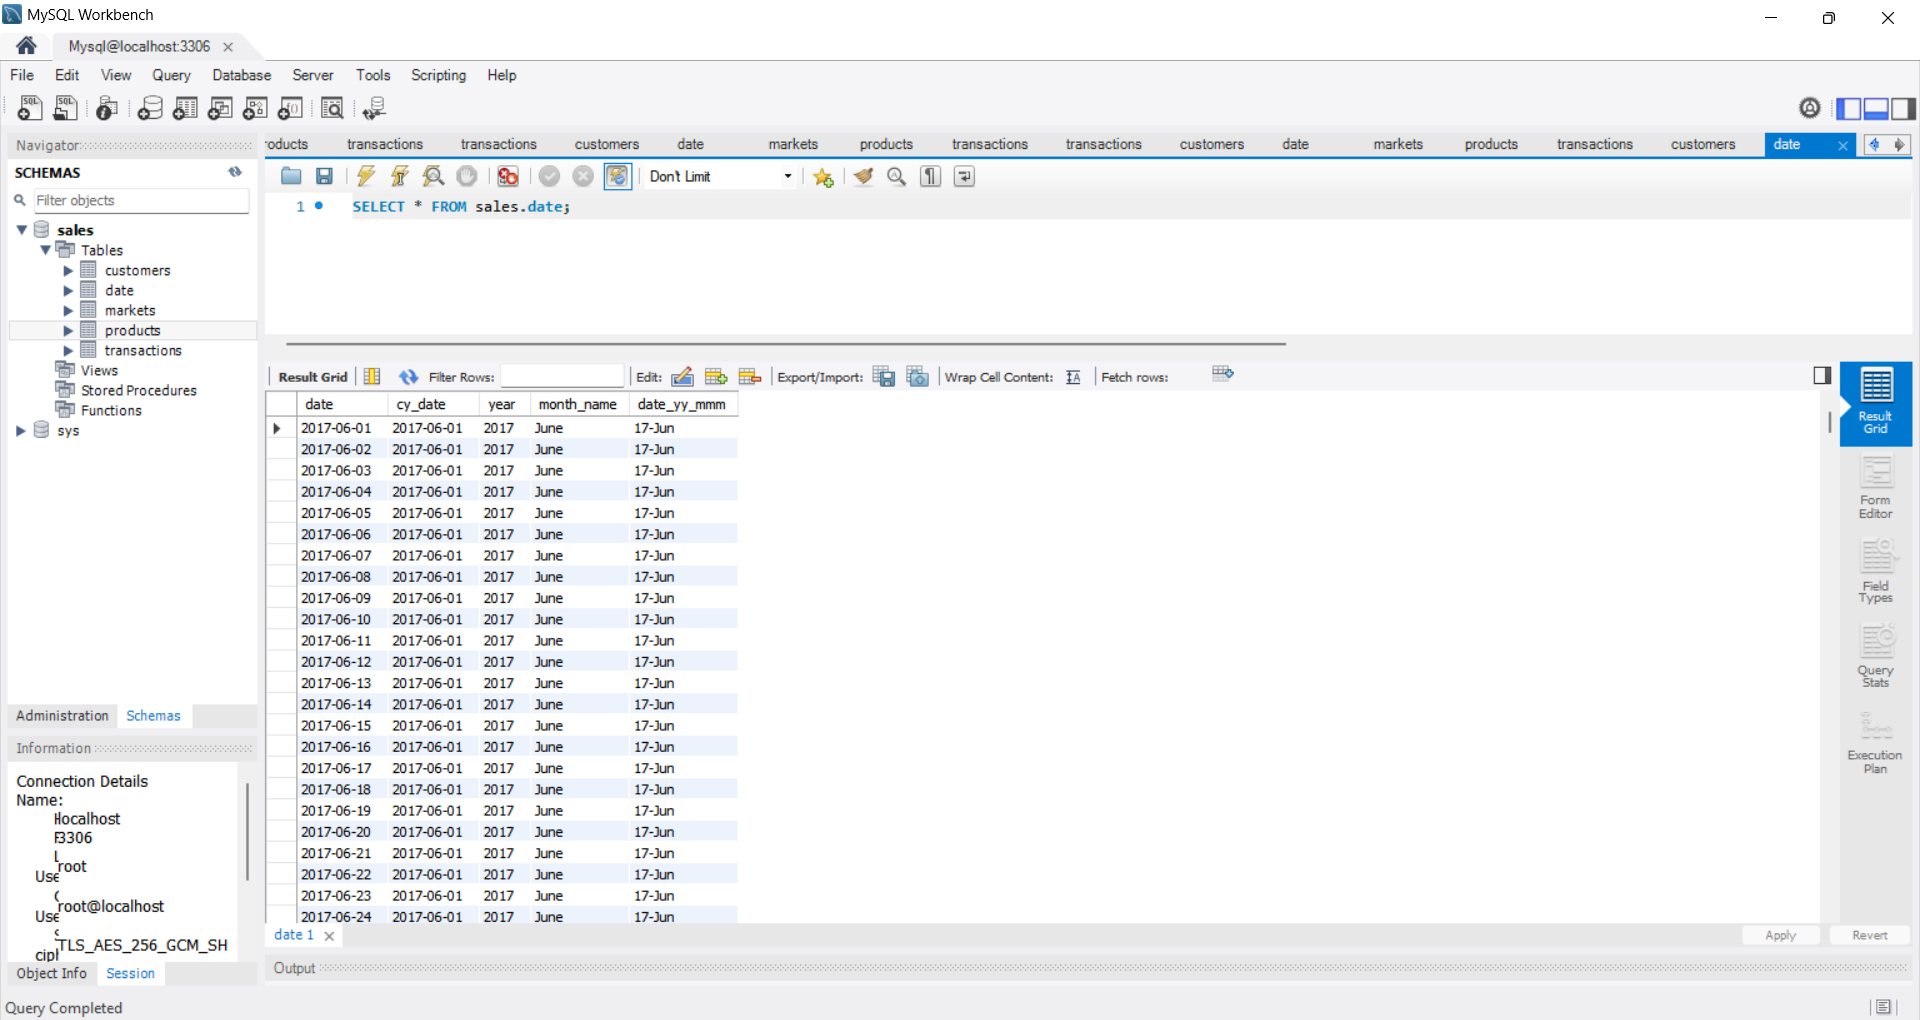 MySQL Workbench
Mysql@localhost:3306
File Edit View Query Database Server Tools Scripting Help
Navigator
SCHEMAS
Filter objects
sales
Tables
customers
date
markets
products
transactions
Views
Stored Procedures
Functions
sys
Administration Schemas
Information
Connection Details
Name:
localhost
3306
root
Use
root@localhost
Use
TLS_AES_256_GCM_SH
ciph
Object Info Session
Query Completed
roducts transactions transactions customers date markets products transactions transactions customers date markets products transactions customers date
Don't Limit
1 SELECT * FROM sales.date;
Result Grid Filter Rows: Edit: Export/Import: Wrap Cell Content: Fetch rows:
date cy_date year month_name date_yy_mmm
2017-06-01 2017-06-01 2017 June 17-Jun
2017-06-02 2017-06-01 2017 June 17-Jun
2017-06-03 2017-06-01 2017 June 17-Jun
2017-06-04 2017-06-01 2017 June 17-Jun
2017-06-05 2017-06-01 2017 June 17-Jun
2017-06-06 2017-06-01 2017 June 17-Jun
2017-06-07 2017-06-01 2017 June 17-Jun
2017-06-08 2017-06-01 2017 June 17-Jun
2017-06-09 2017-06-01 2017 June 17-Jun
2017-06-10 2017-06-01 2017 June 17-Jun
2017-06-11 2017-06-01 2017 June 17-Jun
2017-06-12 2017-06-01 2017 June 17-Jun
2017-06-13 2017-06-01 2017 June 17-Jun
2017-06-14 2017-06-01 2017 June 17-Jun
2017-06-15 2017-06-01 2017 June 17-Jun
2017-06-16 2017-06-01 2017 June 17-Jun
2017-06-17 2017-06-01 2017 June 17-Jun
2017-06-18 2017-06-01 2017 June 17-Jun
2017-06-19 2017-06-01 2017 June 17-Jun
2017-06-20 2017-06-01 2017 June 17-Jun
2017-06-21 2017-06-01 2017 June 17-Jun
2017-06-22 2017-06-01 2017 June 17-Jun
2017-06-23 2017-06-01 2017 June 17-Jun
2017-06-24 2017-06-01 2017 June 17-Jun
Result
Grid
Form
Editor
Field
Types
Query
Stats
Execution
Plan
date 1
Apply Revert
Output